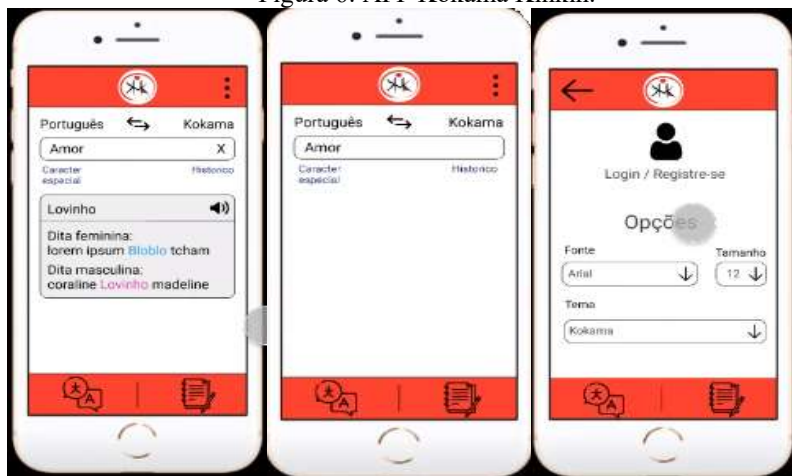 Figura 6: APP Kokama Kinkin.
Português Kokama
Amor X
Caracter especial
Historico
Lovinho
Dita feminina:
lorem ipsum Bloblo tcham
Dita masculina:
coraline Lovinho madeline
Português Kokama
Amor
Caracter especial
Historico
Login / Registre-se
Opções
Fonte Tamanho
Arial 12
Tema
Kokama